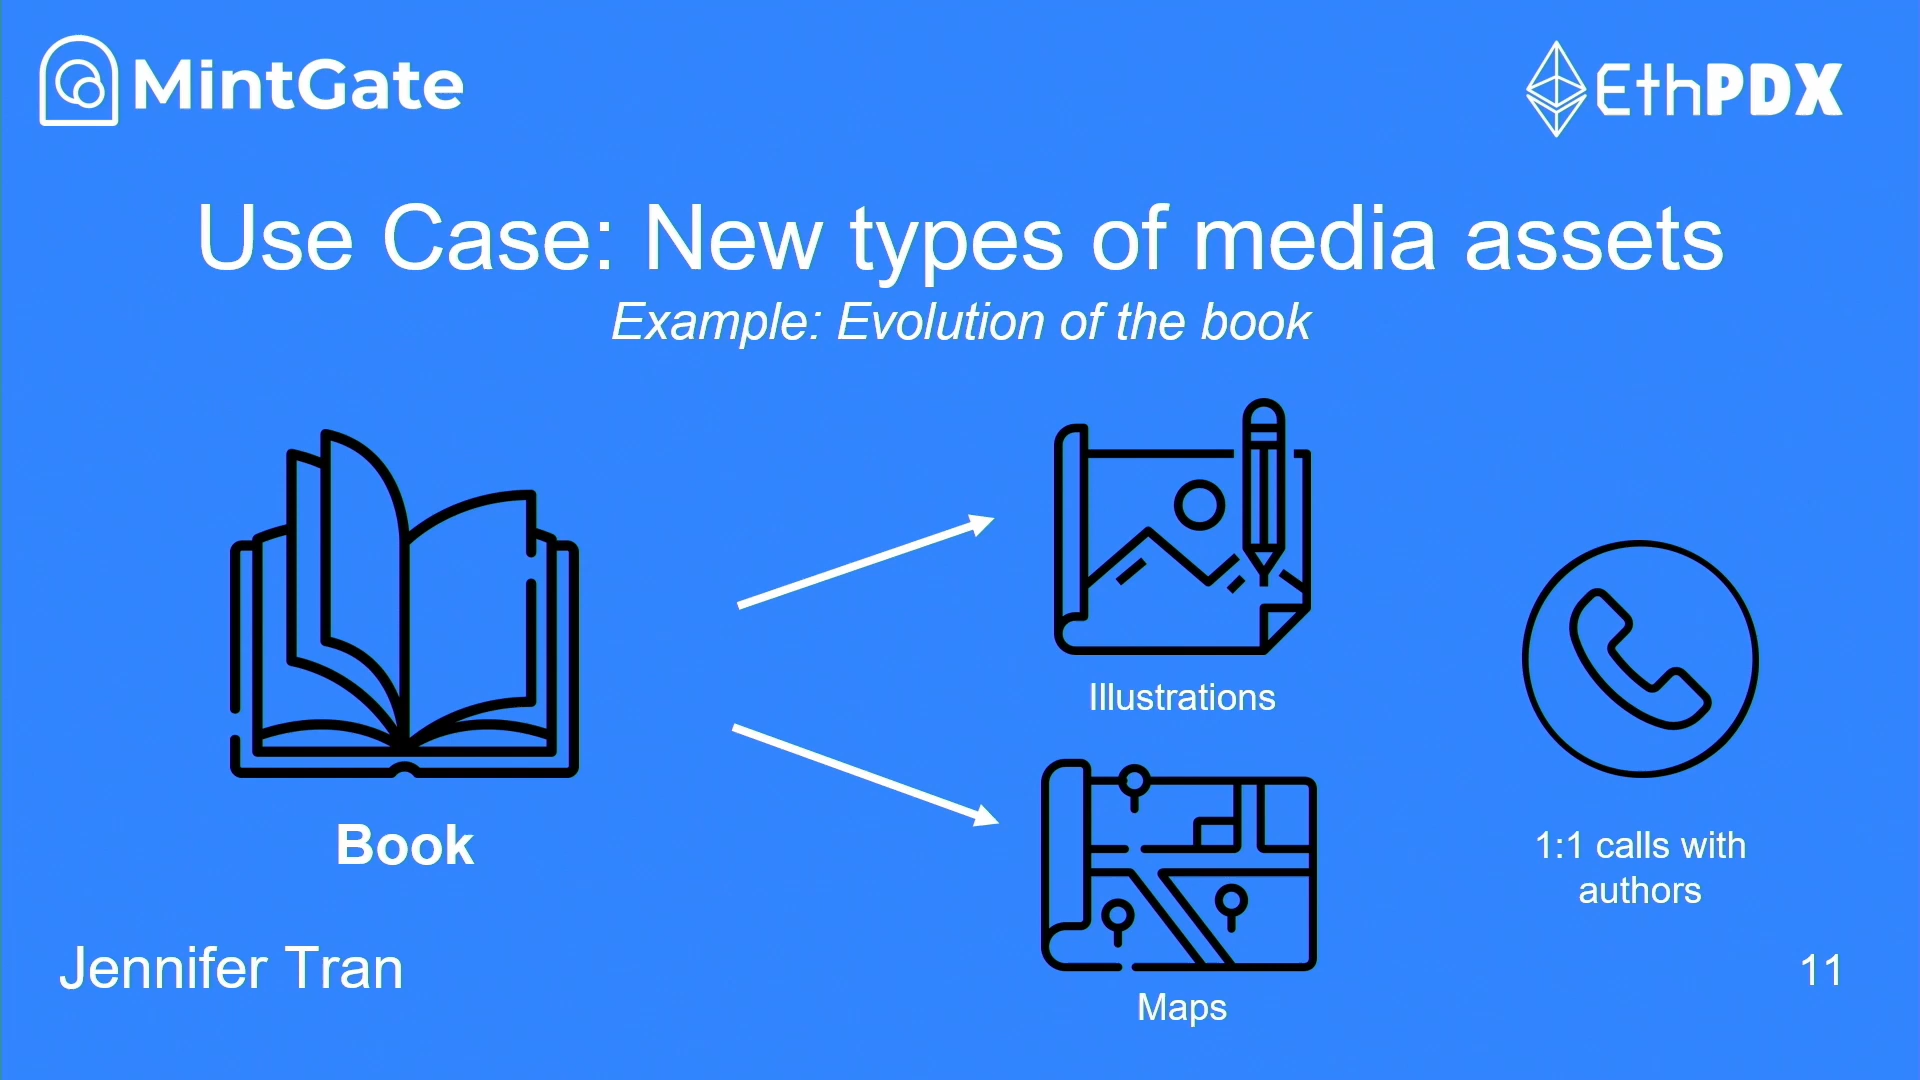 MintGate
EthPDX
Use Case: New types of media assets
Example: Evolution of the book
Book
Illustrations
Maps
1:1 calls with
authors
Jennifer Tran
11